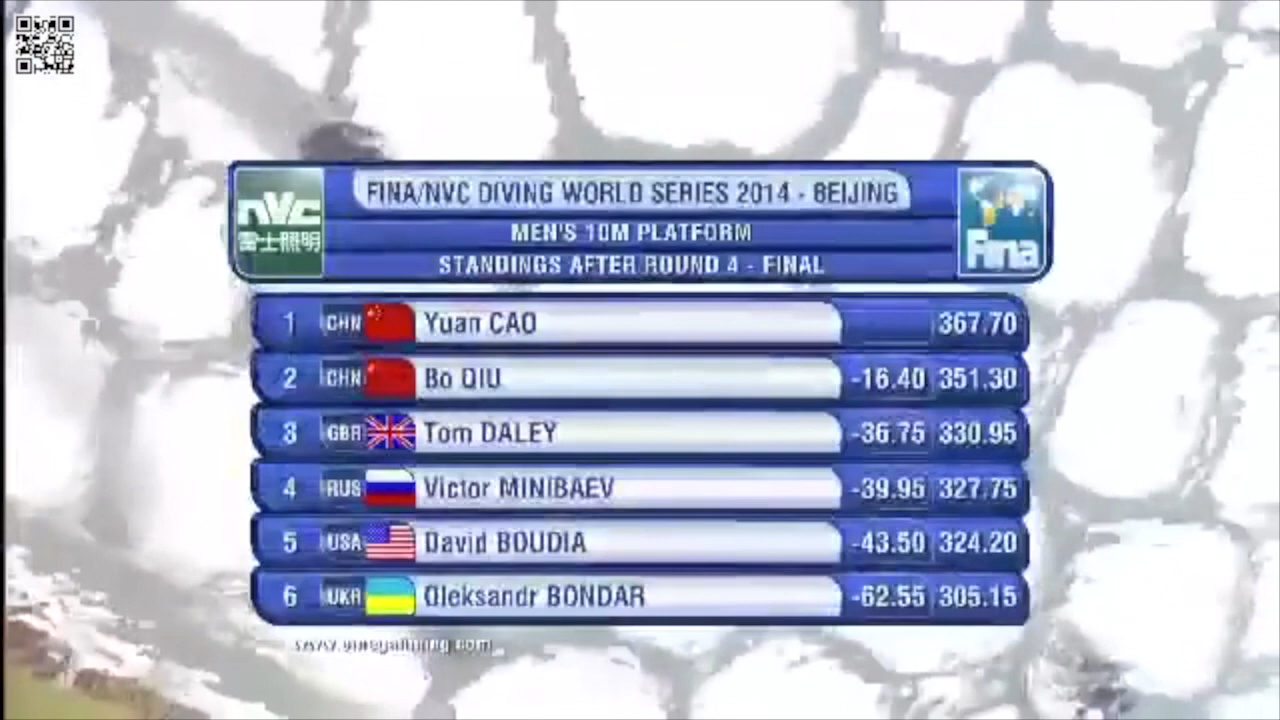 nVc
雷士照明
FINA/NVC DIVING WORLD SERIES 2014 - BEIJING
MEN'S 10M PLATFORM
STANDINGS AFTER ROUND 4 - FINAL
Fina
1 CHN Yuan CAO 367.70
2 CHN Bo QIU -16.40 351.30
3 GBR Tom DALEY -36.75 330.95
4 RUS Victor MINIBAEV -39.95 327.75
5 USA David BOUDIA -43.50 324.20
6 UKR Oleksandr BONDAR -62.55 305.15